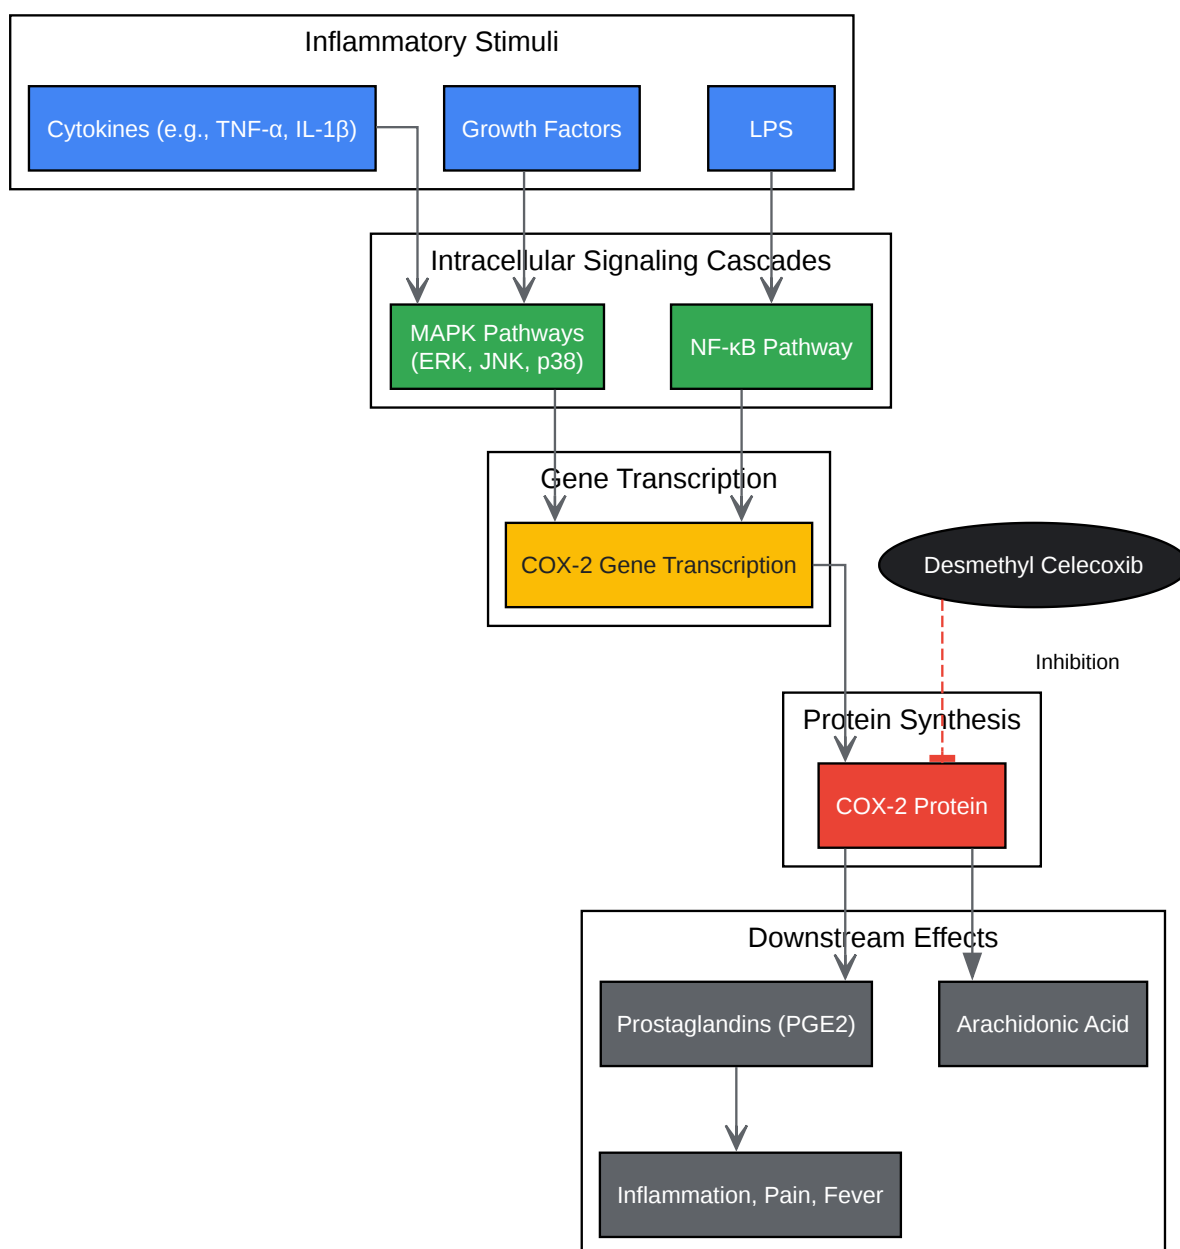 Inflammatory Stimuli
Cytokines (e.g., TNF-α, IL-1β)
Growth Factors
LPS
Intracellular Signaling Cascades
MAPK Pathways
(ERK, JNK, p38)
NF-κB Pathway
Gene Transcription
COX-2 Gene Transcription
Desmethyl Celecoxib
Inhibition
Protein Synthesis
COX-2 Protein
Downstream Effects
Prostaglandins (PGE2)
Arachidonic Acid
Inflammation, Pain, Fever